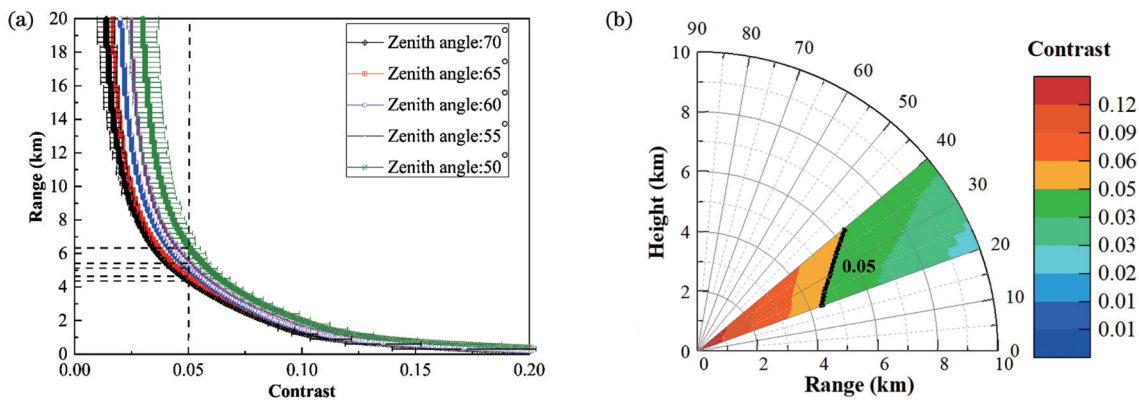 (a)
20
18
16
14
12
10
8
6
4
2
0
Range (km)
0.00 0.05 0.10 0.15 0.20
Contrast
Zenith angle:70°
Zenith angle:65°
Zenith angle:60°
Zenith angle:55°
Zenith angle:50°
(b)
90
80
70
60
50
40
30
20
10
0
10
8
6
4
2
0
Height (km)
0 2 4 6 8 10
Range (km)
0.05
Contrast
0.12
0.09
0.06
0.05
0.03
0.03
0.02
0.01
0.01